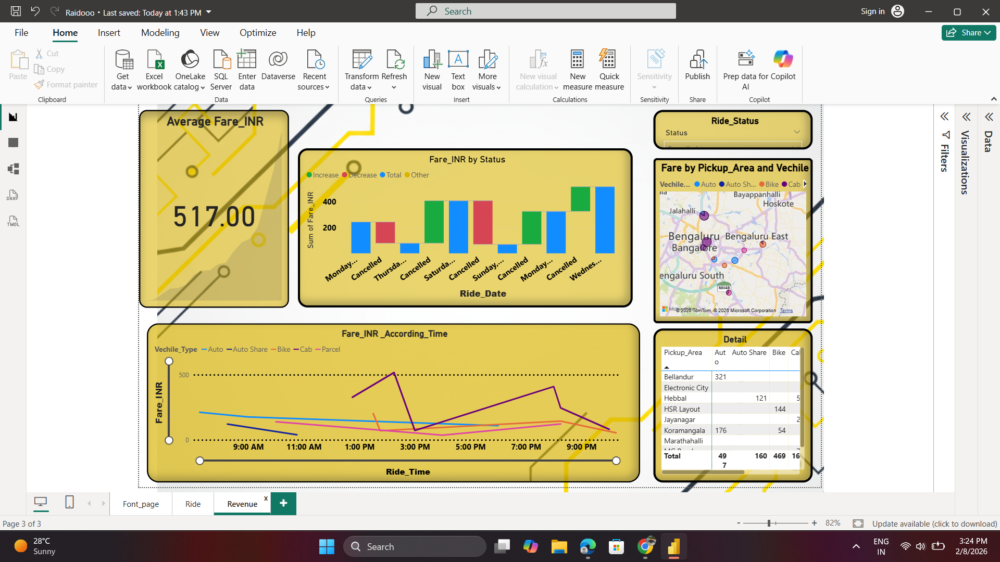 Raidooo • Last saved: Today at 1:43 PM
Search
Sign in
File
Home
Insert
Modeling
View
Optimize
Help
Share
Paste
Cut
Copy
Format painter
Clipboard
Get data
Excel workbook
OneLake catalog
SQL Server
Enter data
Dataverse
Recent sources
Data
Transform data
Refresh
Queries
New visual
Text box
More visuals
Insert
New visual calculation
New measure
Quick measure
Calculations
Sensitivity
Sensitivity
Publish
Share
Prep data for AI
Copilot
Copilot
DAX
TMDL
Average Fare_INR
517.00
Fare_INR by Status
Increase
Decrease
Total
Other
Sum of Fare_INR
400
200
Monday...
Cancelled
Thursda...
Cancelled
Saturda...
Cancelled
Sunday,...
Cancelled
Monday...
Cancelled
Wednes...
Ride_Date
Ride_Status
Status
Fare by Pickup_Area and Vechile
Vechile...
Auto
Auto Sh...
Bike
Cab
Bayappanhalli
Hoskote
Jalahalli
Bengaluru
Bengaluru East
Bangalore
engaluru South
NH48
© 2026 TomTom, © 2026 Microsoft Corporation
Terms
Fare_INR _According_Time
Vechile_Type
Auto
Auto Share
Bike
Cab
Parcel
Fare_INR
500
0
9:00 AM
11:00 AM
1:00 PM
3:00 PM
5:00 PM
7:00 PM
9:00 PM
Ride_Time
Detail
Pickup_Area Auto Auto Share Bike Cal
Bellandur 321
Electronic City
Hebbal 121 5
HSR Layout 144
Jayanagar 2
Koramangala 176 54
Marathahalli
Total 497 160 469 16
Filters
Visualizations
Data
Font_page
Ride
Revenue
x
+
Page 3 of 3
- + 82%
Update available (click to download)
28°C
Sunny
Search
ENG
IN
3:24 PM
2/8/2026